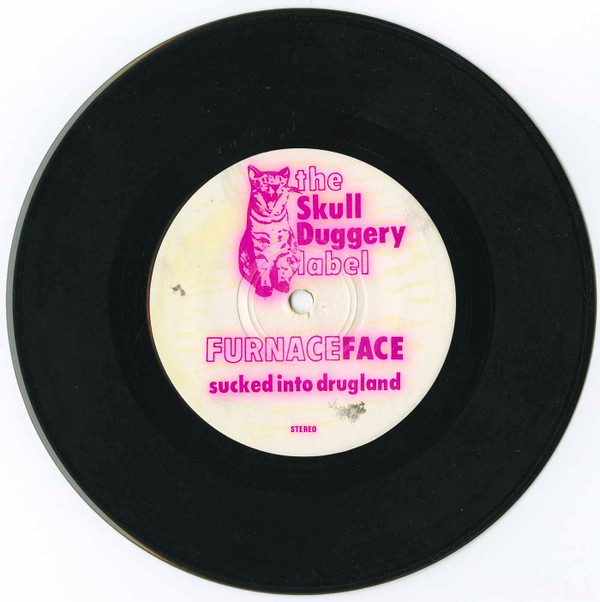 the
Skull
Duggery
label
FURNACEFACE
sucked into drugland
STEREO